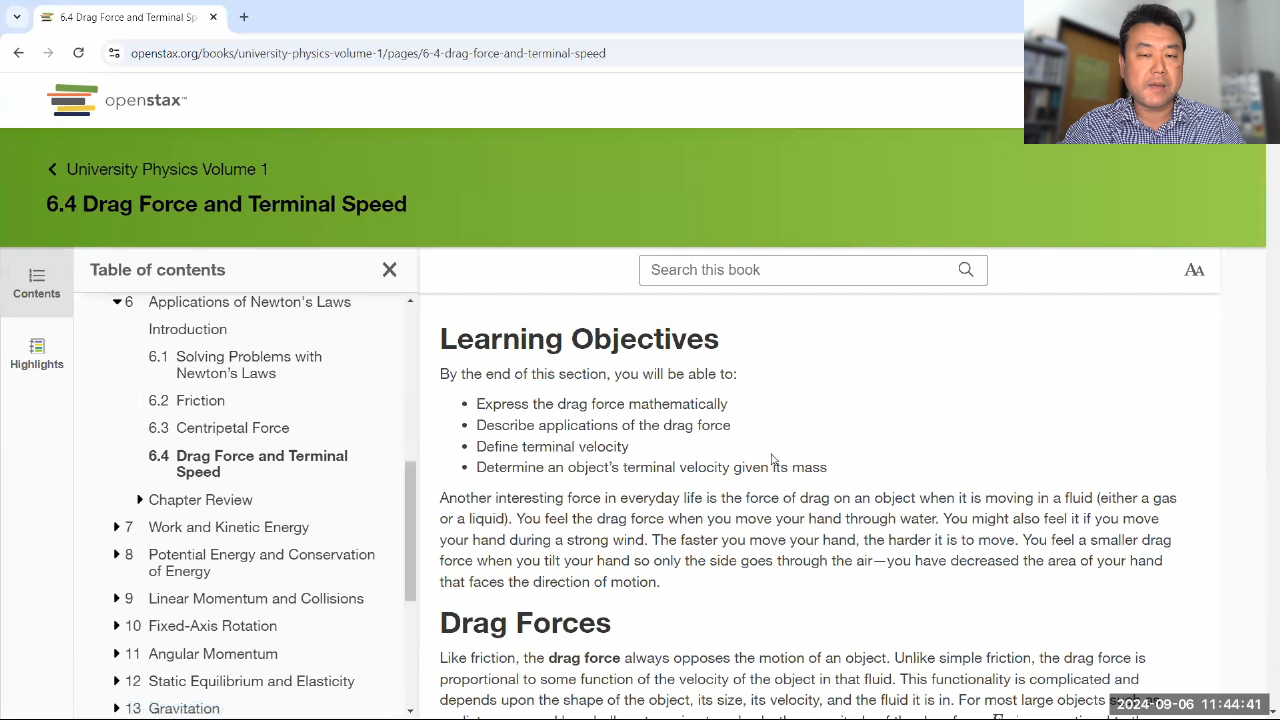 6.4 Drag Force and Terminal Sp
openstax.org/books/university-physics-volume-1/pages/6-4-drag-force-and-terminal-speed
openstax™
University Physics Volume 1
6.4 Drag Force and Terminal Speed
Contents
Highlights
Table of contents
6 Applications of Newton's Laws
Introduction
6.1 Solving Problems with
Newton's Laws
6.2 Friction
6.3 Centripetal Force
6.4 Drag Force and Terminal
Speed
Chapter Review
7 Work and Kinetic Energy
8 Potential Energy and Conservation
of Energy
9 Linear Momentum and Collisions
10 Fixed-Axis Rotation
11 Angular Momentum
12 Static Equilibrium and Elasticity
13 Gravitation
Search this book
AA
Learning Objectives
By the end of this section, you will be able to:
• Express the drag force mathematically
• Describe applications of the drag force
• Define terminal velocity
• Determine an object's terminal velocity given its mass
Another interesting force in everyday life is the force of drag on an object when it is moving in a fluid (either a gas
or a liquid). You feel the drag force when you move your hand through water. You might also feel it if you move
your hand during a strong wind. The faster you move your hand, the harder it is to move. You feel a smaller drag
force when you tilt your hand so only the side goes through the air—you have decreased the area of your hand
that faces the direction of motion.
Drag Forces
Like friction, the drag force always opposes the motion of an object. Unlike simple friction, the drag force is
proportional to some function of the velocity of the object in that fluid. This functionality is complicated and
depends upon the shape of the object, its size, its velocity, and the fluid it is in. For most large objects
2024-09-06 11:44:41